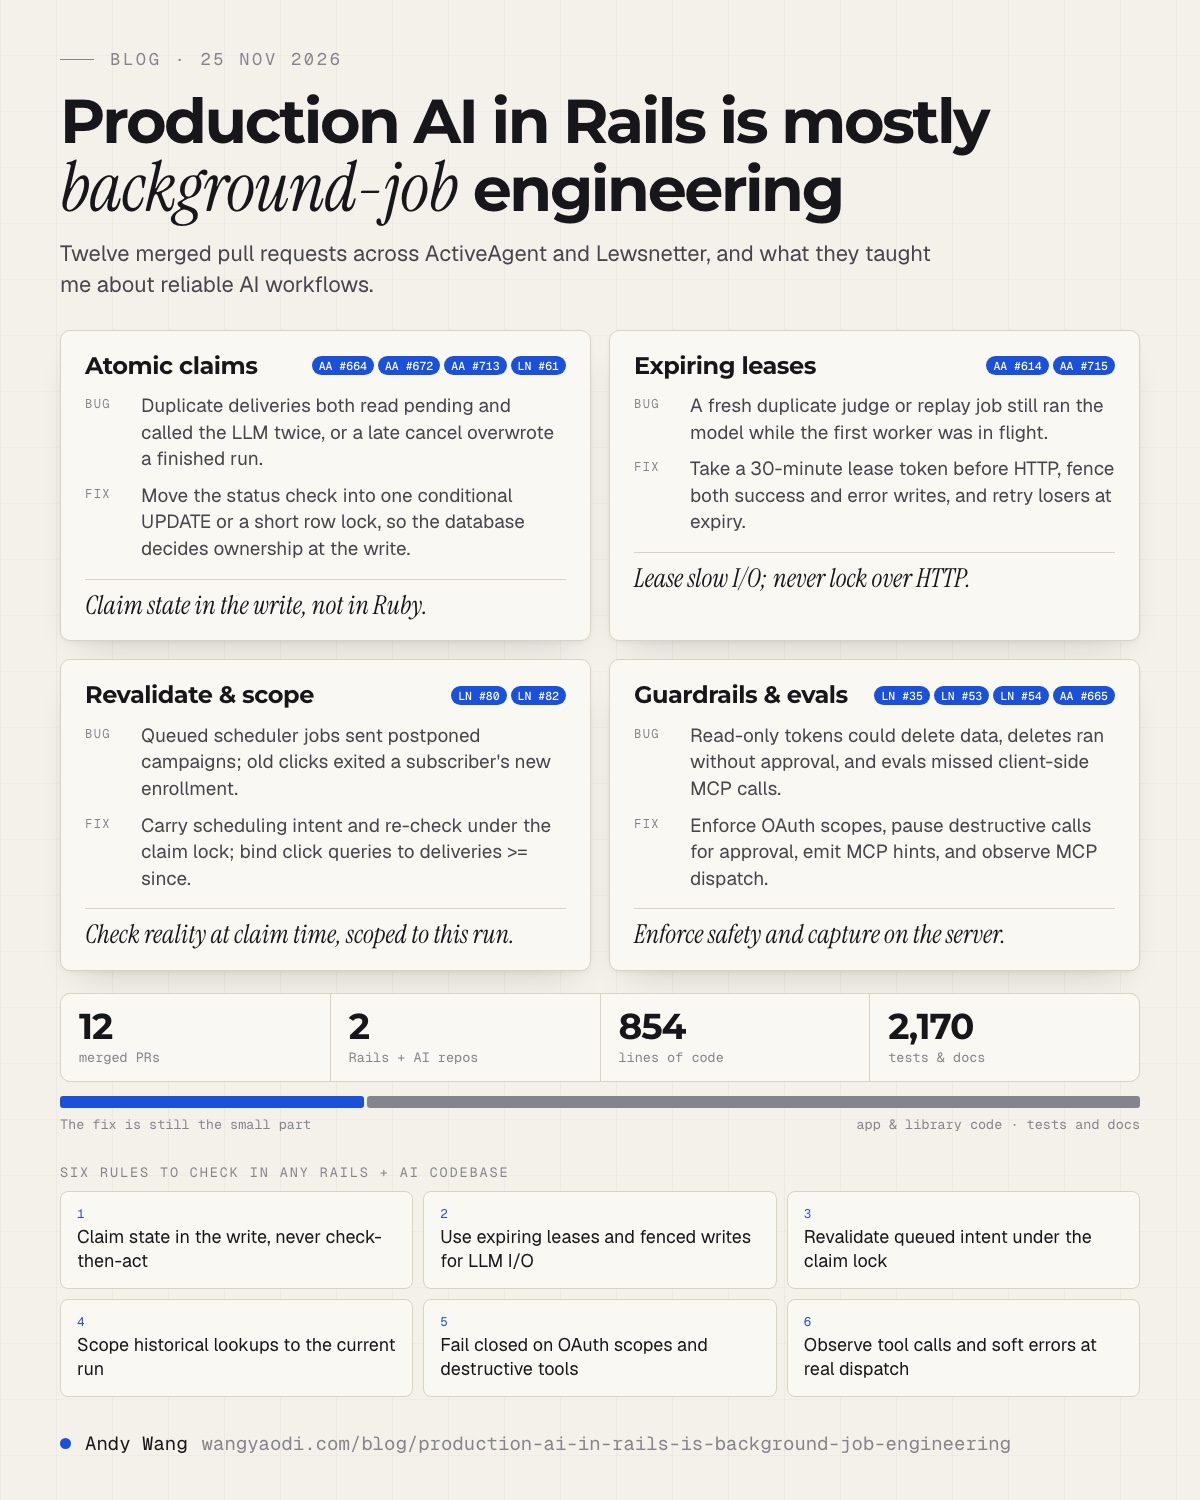 BLOG · 25 NOV 2026
Production AI in Rails is mostly
background-job engineering
Twelve merged pull requests across ActiveAgent and Lewsnetter, and what they taught
me about reliable AI workflows.
Atomic claims
AA #664 AA #672 AA #713 LN #61
BUG
Duplicate deliveries both read pending and
called the LLM twice, or a late cancel overwrote
a finished run.
FIX
Move the status check into one conditional
UPDATE or a short row lock, so the database
decides ownership at the write.
Claim state in the write, not in Ruby.
Expiring leases
AA #614 AA #715
BUG
A fresh duplicate judge or replay job still ran the
model while the first worker was in flight.
FIX
Take a 30-minute lease token before HTTP, fence
both success and error writes, and retry losers at
expiry.
Lease slow I/O; never lock over HTTP.
Revalidate & scope
LN #80 LN #82
BUG
Queued scheduler jobs sent postponed
campaigns; old clicks exited a subscriber's new
enrollment.
FIX
Carry scheduling intent and re-check under the
claim lock; bind click queries to deliveries >=
since.
Check reality at claim time, scoped to this run.
Guardrails & evals
LN #35 LN #53 LN #54 AA #665
BUG
Read-only tokens could delete data, deletes ran
without approval, and evals missed client-side
MCP calls.
FIX
Enforce OAuth scopes, pause destructive calls
for approval, emit MCP hints, and observe MCP
dispatch.
Enforce safety and capture on the server.
12
merged PRs
2
Rails + AI repos
854
lines of code
2,170
tests & docs
The fix is still the small part
app & library code · tests and docs
SIX RULES TO CHECK IN ANY RAILS + AI CODEBASE
1
Claim state in the write, never check-
then-act
2
Use expiring leases and fenced writes
for LLM I/O
3
Revalidate queued intent under the
claim lock
4
Scope historical lookups to the current
run
5
Fail closed on OAuth scopes and
destructive tools
6
Observe tool calls and soft errors at
real dispatch
Andy Wang wangyaodi.com/blog/production-ai-in-rails-is-background-job-engineering